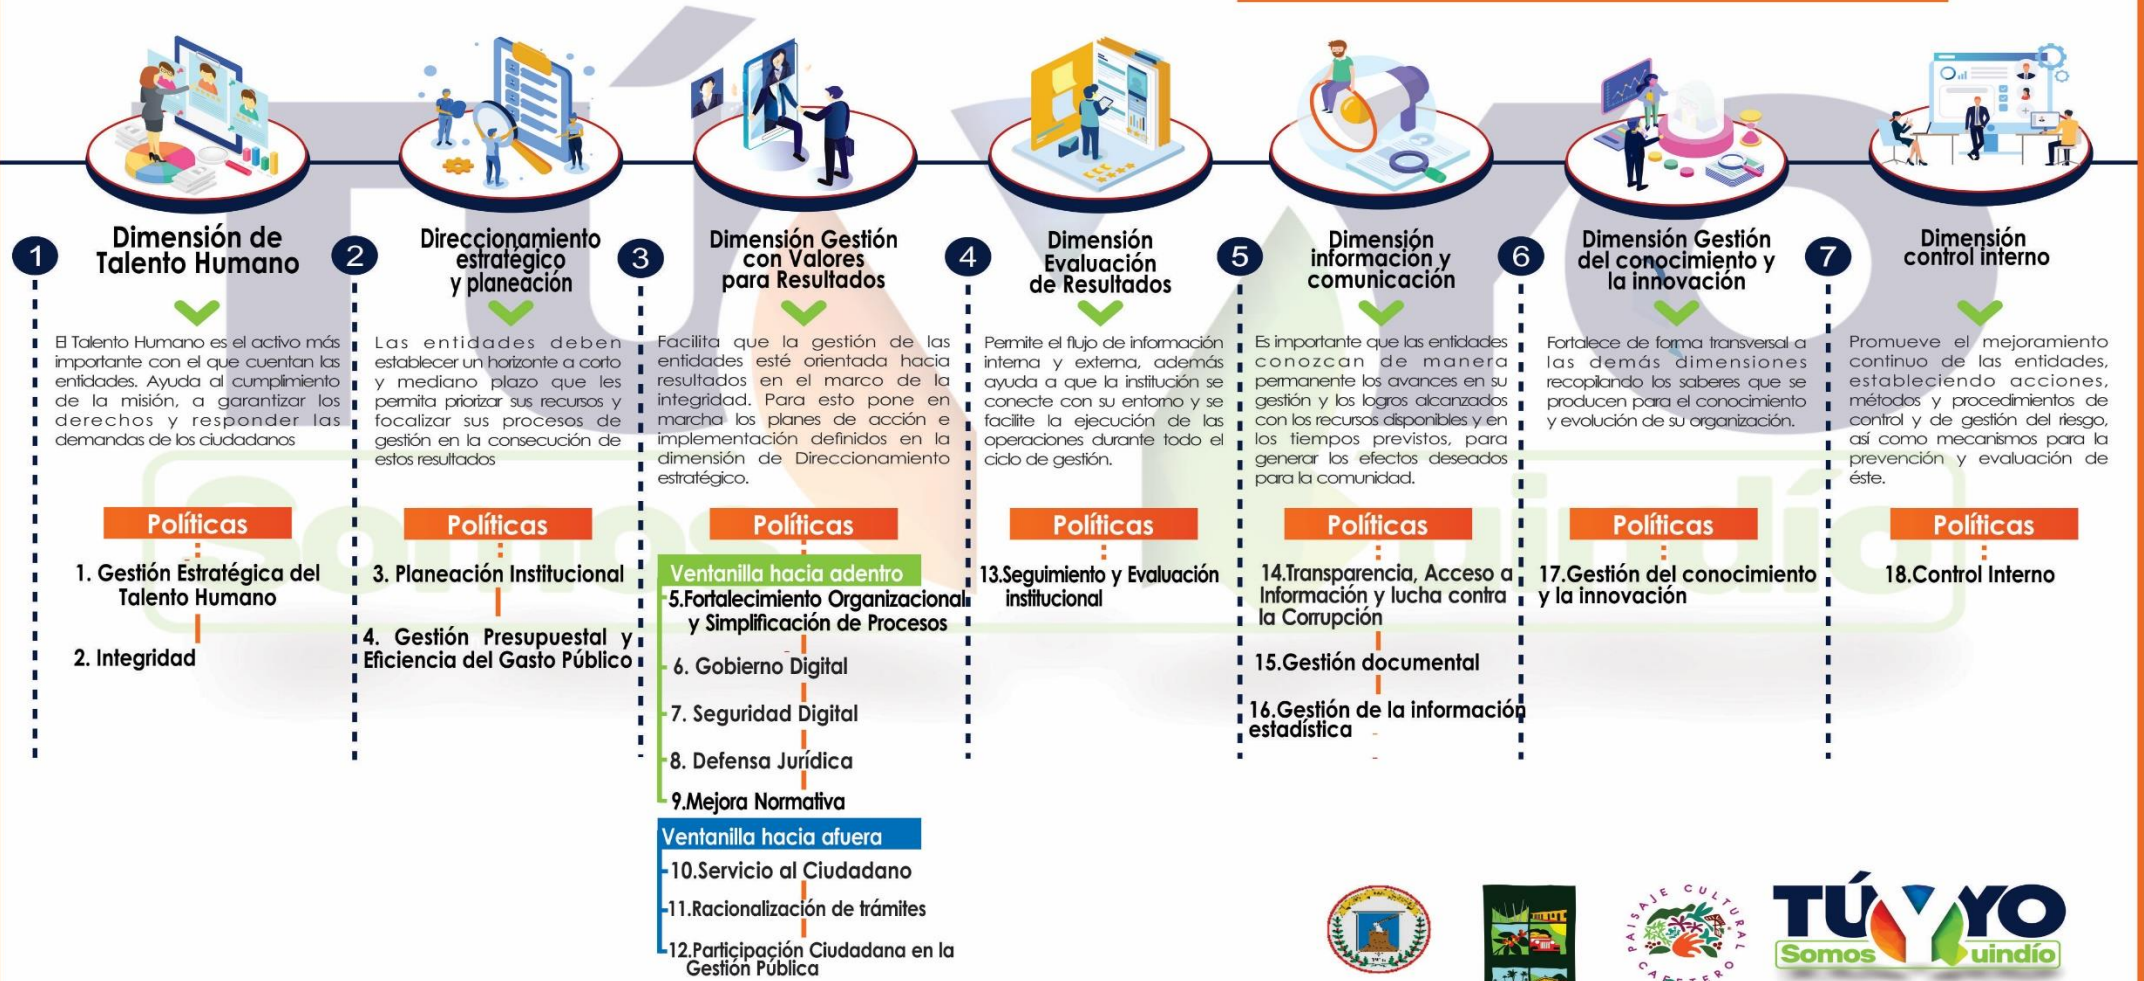 1
Dimensión de
Talento Humano
El Talento Humano es el activo más
importante con el que cuentan las
entidades. Ayuda al cumplimiento
de la misión, a garantizar los
derechos y responder las
demandas de los ciudadanos
Políticas
1. Gestión Estratégica del
Talento Humano
2. Integridad
2
Direccionamiento
estratégico
y planeación
Las entidades deben
establecer un horizonte a corto
y mediano plazo que les
permita priorizar sus recursos y
focalizar sus procesos de
gestión en la consecución de
estos resultados
Políticas
3. Planeación Institucional
4. Gestión Presupuestal y
Eficiencia del Gasto Público
3
Dimensión Gestión
con Valores
para Resultados
Facilita que la gestión de las
entidades esté orientada hacia
resultados en el marco de la
integridad. Para esto pone en
marcha los planes de acción e
implementación definidos en la
dimensión de Direccionamiento
estratégico.
Políticas
Ventanilla hacia adentro
5.Fortalecimiento Organizacional
y Simplificación de Procesos
6. Gobierno Digital
7. Seguridad Digital
8. Defensa Jurídica
9.Mejora Normativa
Ventanilla hacia afuera
10.Servicio al Ciudadano
11.Racionalización de trámites
12.Participación Ciudadana en la
Gestión Pública
4
Dimensión
Evaluación
de Resultados
Permite el flujo de información
interna y externa, además
ayuda a que la institución se
conecte con su entorno y se
facilite la ejecución de las
operaciones durante todo el
ciclo de gestión.
Políticas
13.Seguimiento y Evaluación
institucional
5
Dimensión
información y
comunicación
Es importante que las entidades
conozcan de manera
permanente los avances en su
gestión y los logros alcanzados
con los recursos disponibles y en
los tiempos previstos, para
generar los efectos deseados
para la comunidad.
Políticas
14.Transparencia, Acceso a
Información y lucha contra
la Corrupción
15.Gestión documental
16.Gestión de la información
estadística
6
Dimensión Gestión
del conocimiento y
la innovación
Fortalece de forma transversal a
las demás dimensiones
recopilando los saberes que se
producen para el conocimiento
y evolución de su organización.
Políticas
17.Gestión del conocimiento
y la innovación
7
Dimensión
control interno
Promueve el mejoramiento
continuo de las entidades,
estableciendo acciones,
métodos y procedimientos de
control y de gestión del riesgo,
así como mecanismos para la
prevención y evaluación de
éste.
Políticas
18.Control Interno
PAISAJE CULTURAL
CAFETERO
TÚ Y YO
Somos Quindío
TÚ Y YO
Somos Quindío